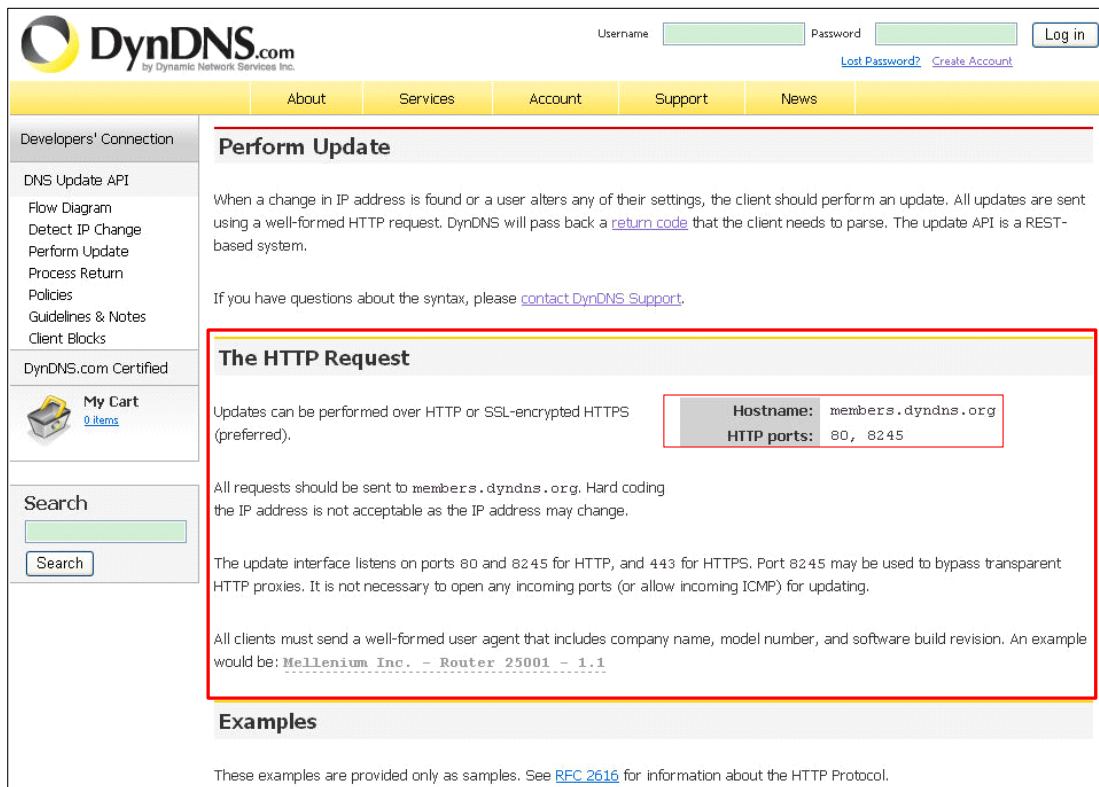 DynDNS.com
by Dynamic Network Services Inc.
Username
Password
Log in
Lost Password? Create Account
About Services Account Support News
Developers' Connection
DNS Update API
Flow Diagram
Detect IP Change
Perform Update
Process Return
Policies
Guidelines & Notes
Client Blocks
DynDNS.com Certified
My Cart
0 items
Search
Search
Perform Update
When a change in IP address is found or a user alters any of their settings, the client should perform an update. All updates are sent
using a well-formed HTTP request. DynDNS will pass back a return code that the client needs to parse. The update API is a REST-
based system.
If you have questions about the syntax, please contact DynDNS Support.
The HTTP Request
Updates can be performed over HTTP or SSL-encrypted HTTPS
(preferred).
Hostname: members.dyndns.org
HTTP ports: 80, 8245
All requests should be sent to members.dyndns.org. Hard coding
the IP address is not acceptable as the IP address may change.
The update interface listens on ports 80 and 8245 for HTTP, and 443 for HTTPS. Port 8245 may be used to bypass transparent
HTTP proxies. It is not necessary to open any incoming ports (or allow incoming ICMP) for updating.
All clients must send a well-formed user agent that includes company name, model number, and software build revision. An example
would be: Mellenium Inc. - Router 25001 - 1.1
Examples
These examples are provided only as samples. See RFC 2616 for information about the HTTP Protocol.